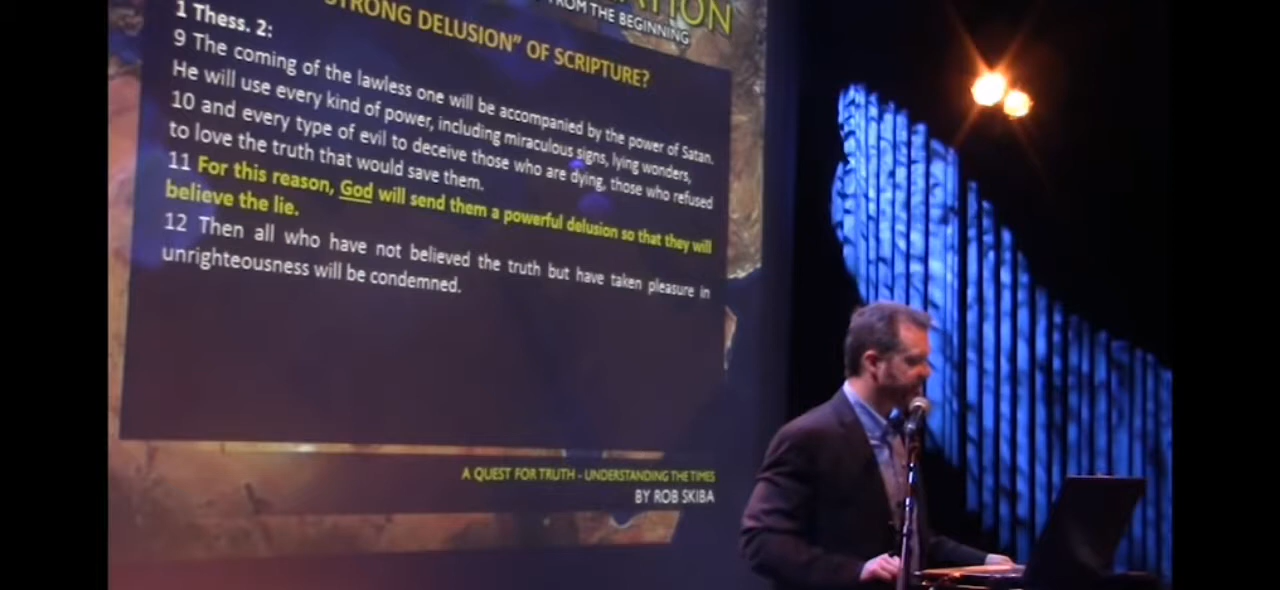 FROM THE BEGINNING
STRONG DELUSION” OF SCRIPTURE?
1 Thess. 2:
9 The coming of the lawless one will be accompanied by the power of Satan.
He will use every kind of power, including miraculous signs, lying wonders,
10 and every type of evil to deceive those who are dying, those who refused
to love the truth that would save them.
11 For this reason, God will send them a powerful delusion so that they will
believe the lie.
12 Then all who have not believed the truth but have taken pleasure in
unrighteousness will be condemned.
A QUEST FOR TRUTH - UNDERSTANDING THE TIMES
BY ROB SKIBA